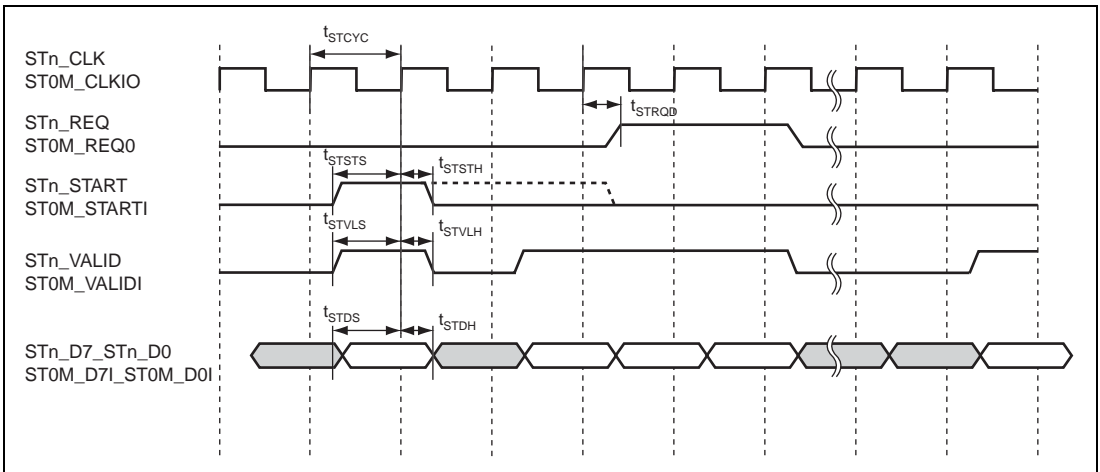 tSTCYC
STn_CLK
ST0M_CLKIO
STn_REQ
ST0M_REQ0
tSTRQD
tSTSTS
tSTSTH
STn_START
ST0M_STARTI
tSTVLS
tSTVLH
STn_VALID
ST0M_VALIDI
tSTDS
tSTDH
STn_D7_STn_D0
ST0M_D7I_ST0M_D0I